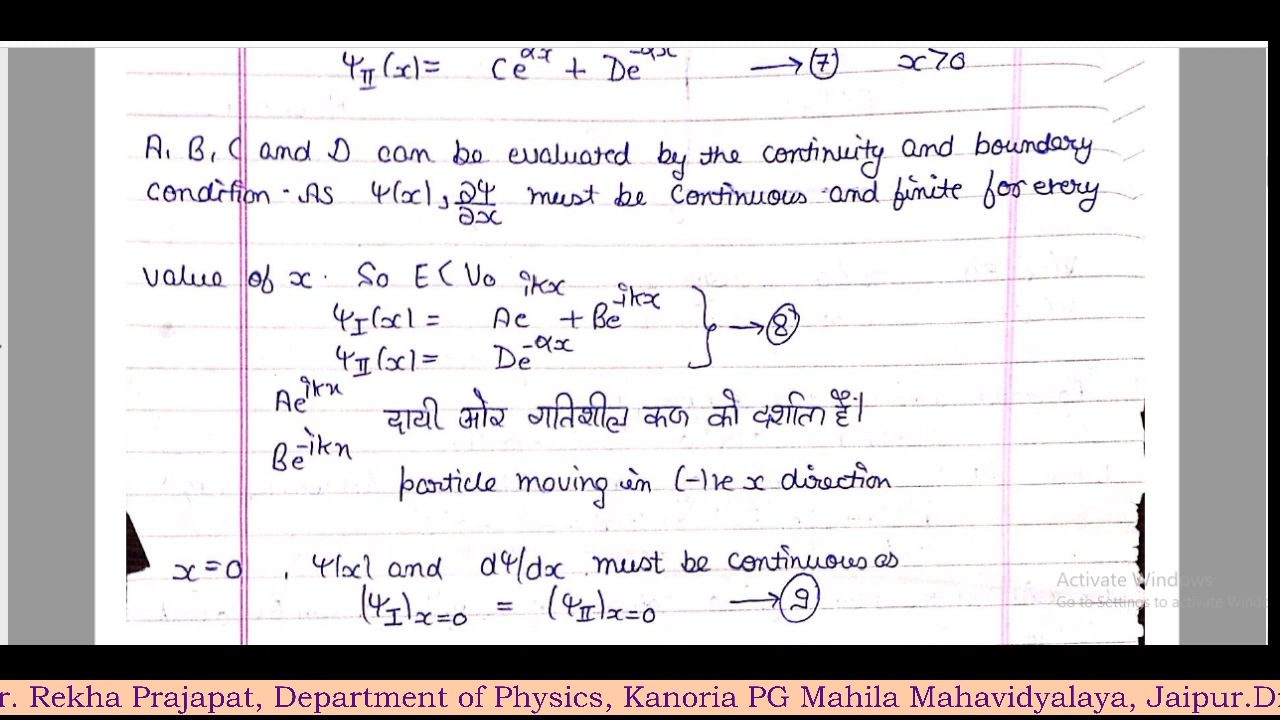 Ψ_II(x) = Ce^αx + De^-αx → (7) x>0
A, B, C and D can be evaluated by the continuity and boundary
condition. As Ψ(x), ∂Ψ/∂x must be continuous and finite for every
value of x. So E < V₀
Ψ_I(x) = Ae^ikx + Be^-ikx
→ (8)
Ψ_II(x) = De^-αx
Ae^ikx दायी ओर गतिशील कण को दर्शाता है।
Be^-ikx
particle moving in (-)ve x direction
x=0, Ψ(x) and dΨ/dx must be continuous as
(Ψ_I)x=0 = (Ψ_II)x=0 → (9)
Activate Windows
Go to Settings to activate Wind
r. Rekha Prajapat, Department of Physics, Kanoria PG Mahila Mahavidyalaya, Jaipur.D